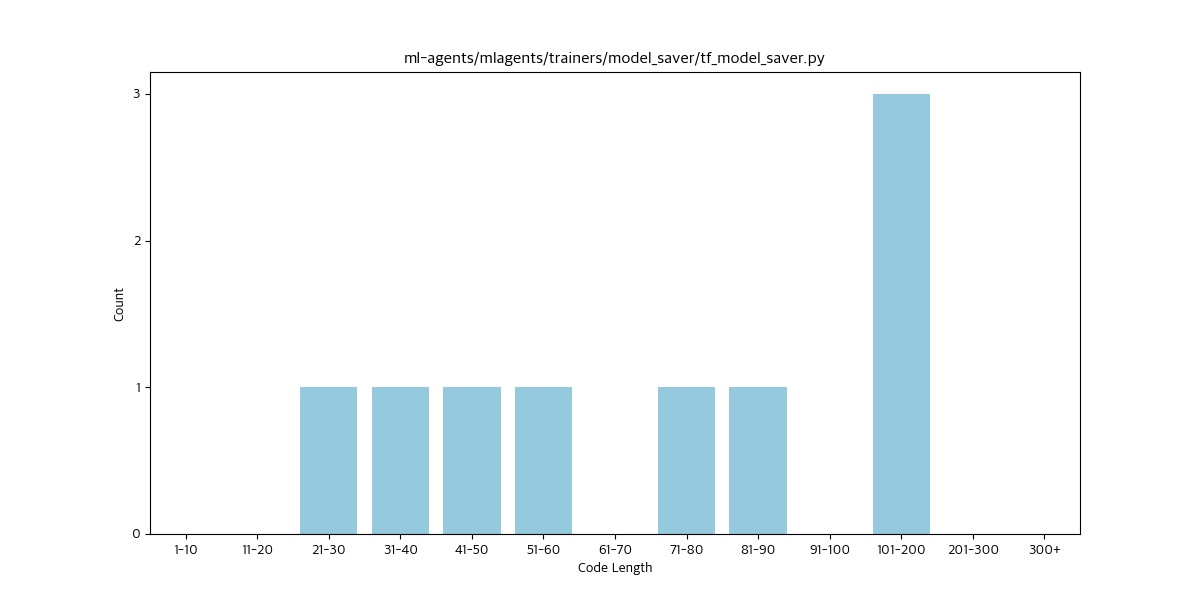 ml-agents/mlagents/trainers/model_saver/tf_model_saver.py
3
2
1
0
Count
1-10 11-20 21-30 31-40 41-50 51-60 61-70 71-80 81-90 91-100 101-200 201-300 300+
Code Length